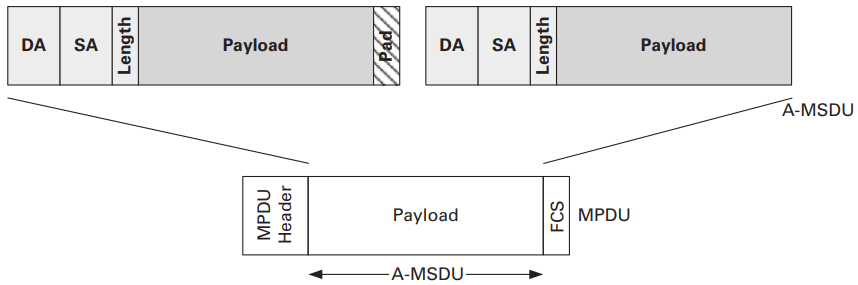 DA SA Length Payload Pad DA SA Length Payload
A-MSDU
MPDU Header Payload FCS MPDU
A-MSDU